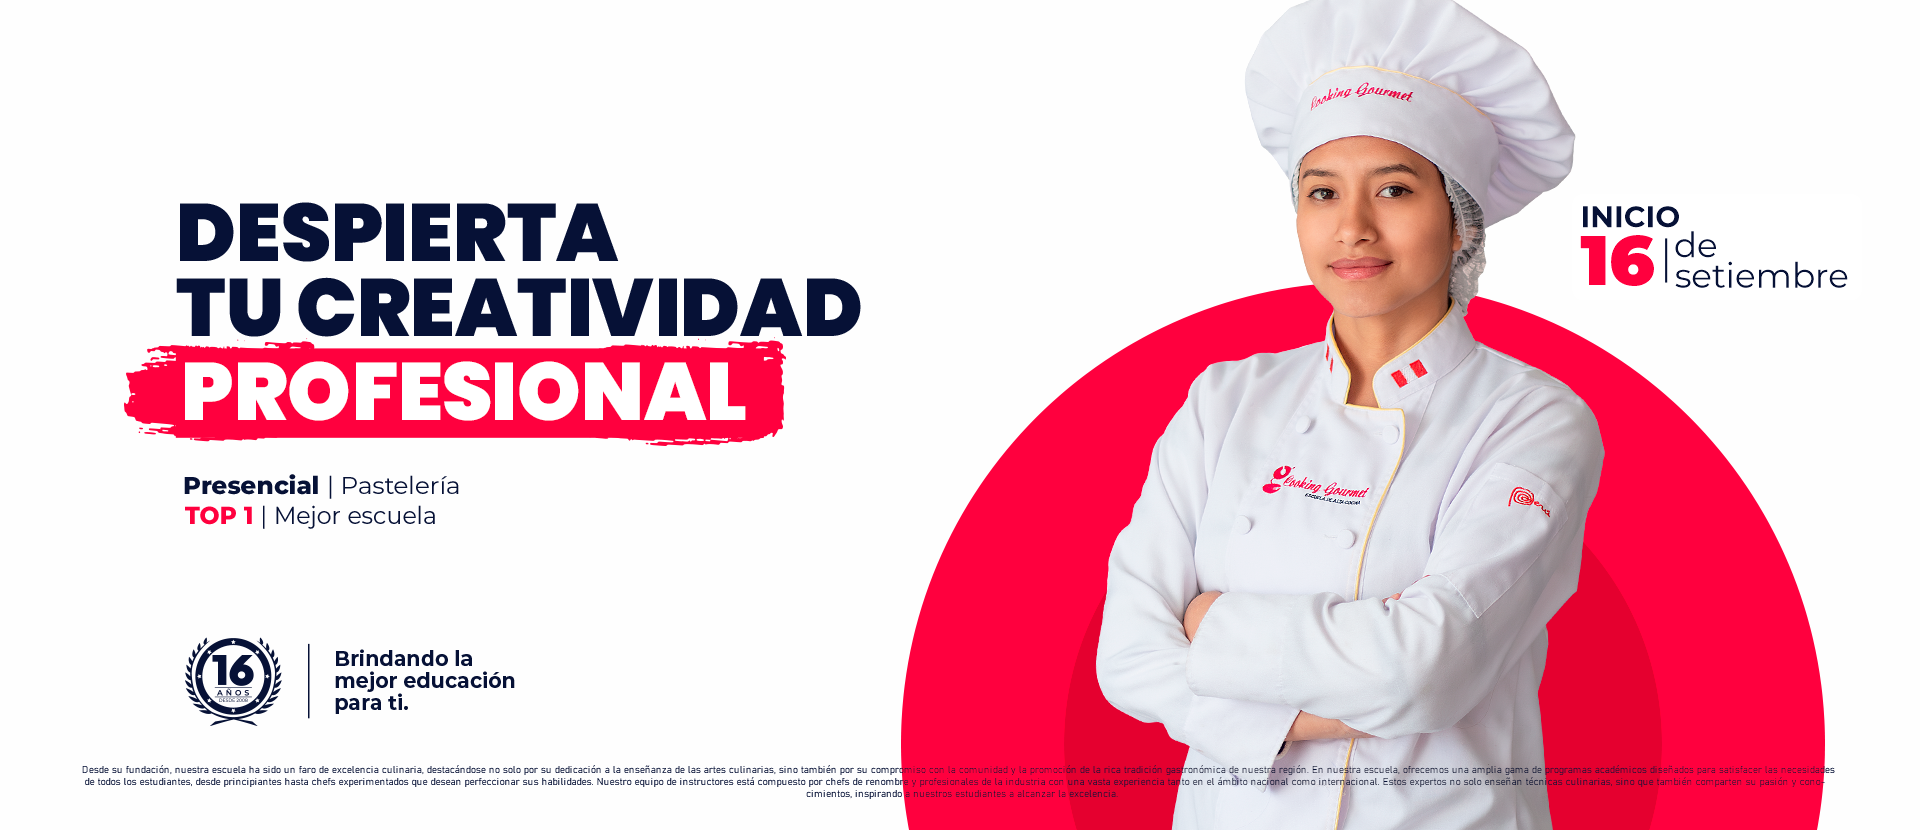 Cooking Gourmet
DESPIERTA
TU CREATIVIDAD
PROFESIONAL
INICIO
16 | de
setiembre
Presencial | Pastelería
TOP 1 | Mejor escuela
Cooking Gourmet
ESCUELA DE ALTA COCINA
Perú
16
AÑOS
DESDE 2008
Brindando la
mejor educación
para ti.
Desde su fundación, nuestra escuela ha sido un faro de excelencia culinaria, destacándose no solo por su dedicación a la enseñanza de las artes culinarias, sino también por su compromiso con la comunidad y la promoción de la rica tradición gastronómica de nuestra región. En nuestra escuela, ofrecemos una amplia gama de programas académicos diseñados para satisfacer las necesidades
de todos los estudiantes, desde principiantes hasta chefs experimentados que desean perfeccionar sus habilidades. Nuestro equipo de instructores está compuesto por chefs de renombre y profesionales de la industria con una vasta experiencia tanto en el ámbito nacional como internacional. Estos expertos no solo enseñan técnicas culinarias, sino que también comparten su pasión y cono-
cimientos, inspirando a nuestros estudiantes a alcanzar la excelencia.